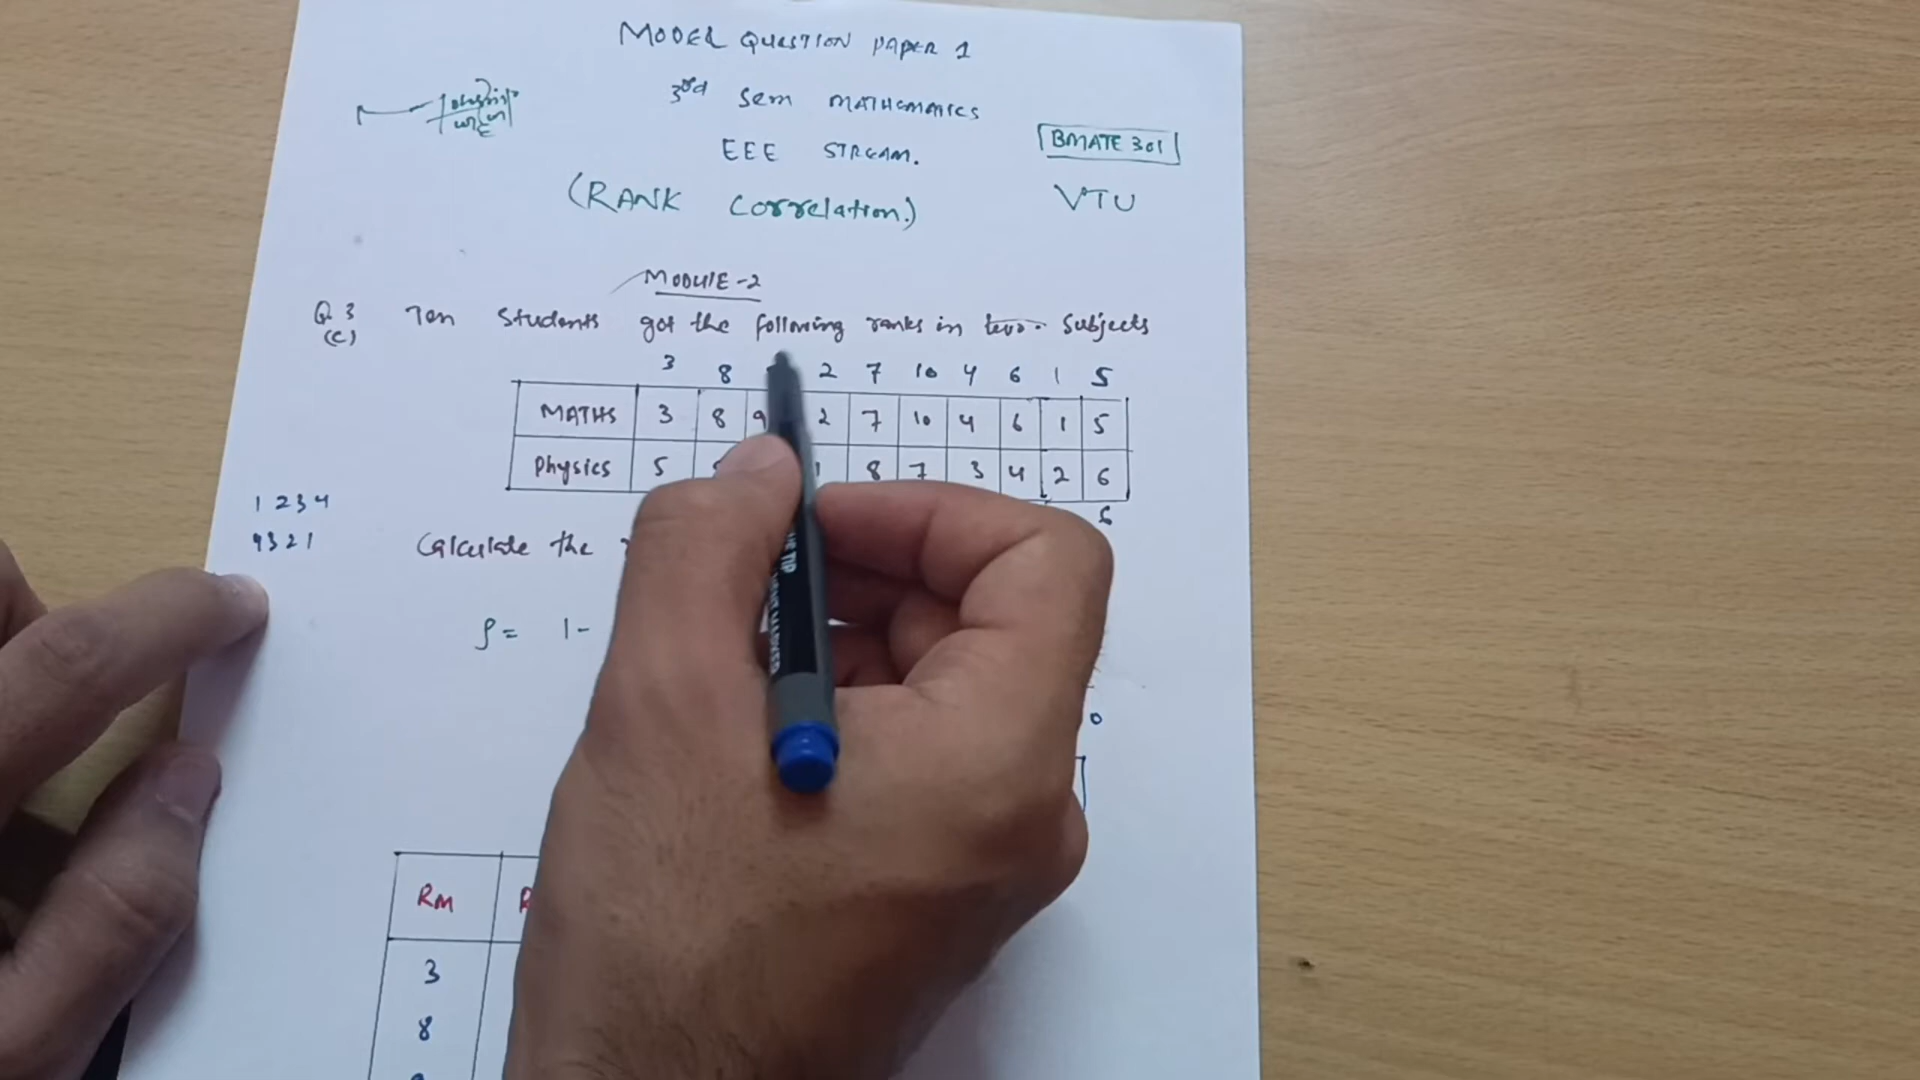 MODEL QUESTION PAPER 1
3rd Sem MATHEMATICS
EEE STREAM.
BMATE 301
(RANK Correlation.)
VTU
MODULE-2
Q.3 Ten Students got the following ranks in two Subjects
(c)
3 8 2 7 10 4 6 1 5
MATHS 3 8 9 2 7 10 4 6 1 5
Physics 5 1 8 7 3 4 2 6
1 2 3 4
6
4 3 2 1
Calculate the
ρ = 1-
0
RM
3
8